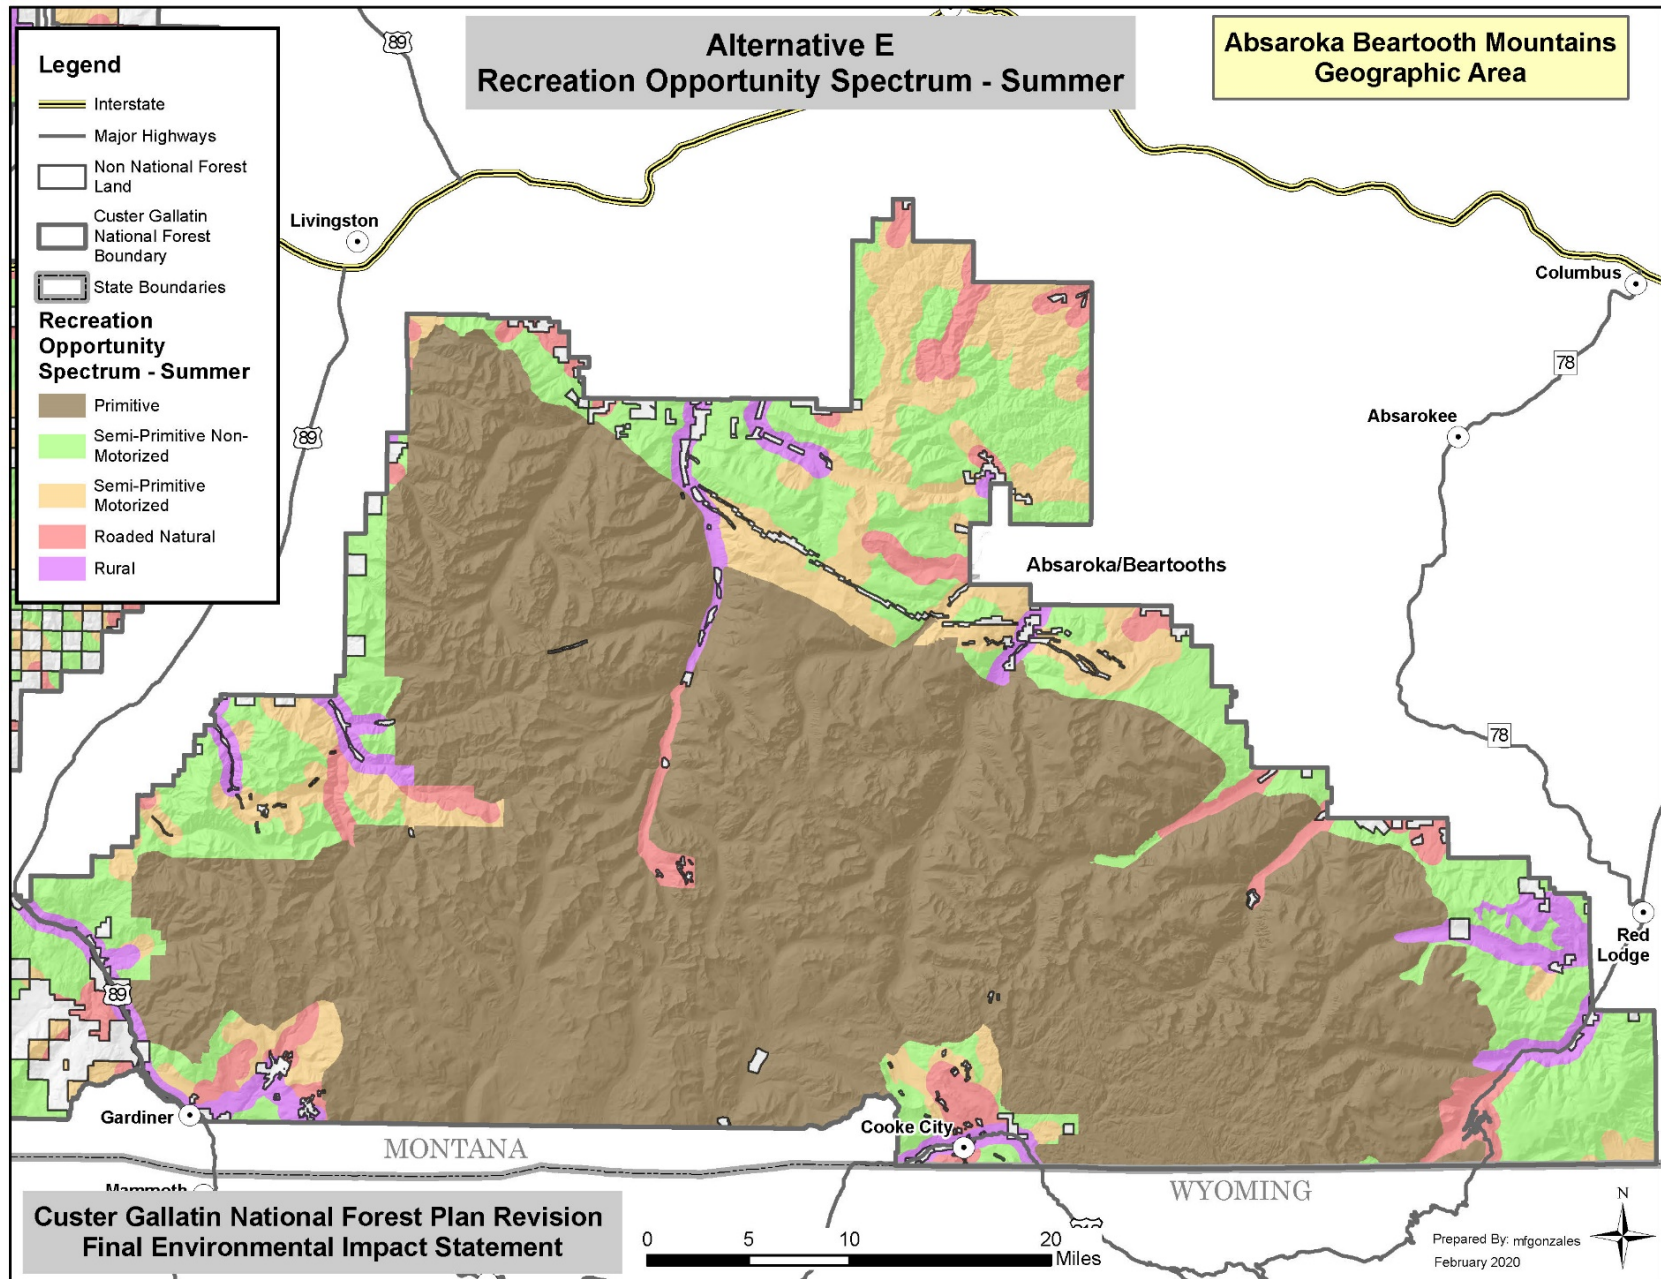 Alternative E
Recreation Opportunity Spectrum - Summer
Absaroka Beartooth Mountains
Geographic Area
Legend
Interstate
Major Highways
Non National Forest
Land
Custer Gallatin
National Forest
Boundary
State Boundaries
Recreation
Opportunity
Spectrum - Summer
Primitive
Semi-Primitive Non-
Motorized
Semi-Primitive
Motorized
Roaded Natural
Rural
89
Livingston
Columbus
78
89
Absarokee
Absaroka/Beartooths
78
Red
Lodge
89
Gardiner
Cooke City
MONTANA
WYOMING
Mammoth
Custer Gallatin National Forest Plan Revision
Final Environmental Impact Statement
0 5 10 20
Miles
N
Prepared By: mfgonzales
February 2020